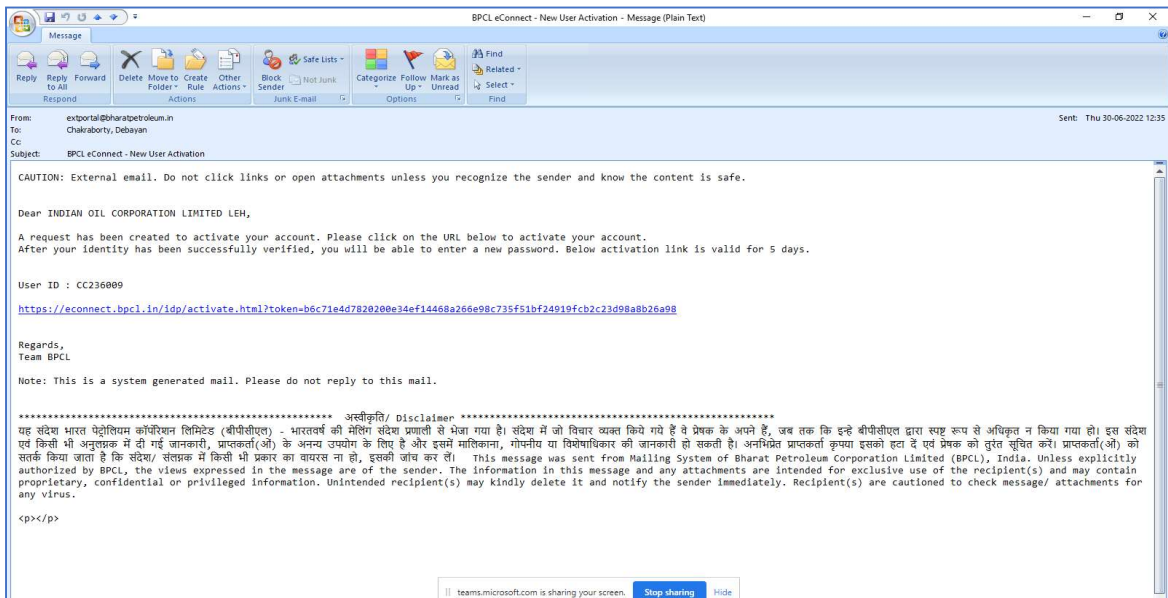 BPCL eConnect - New User Activation - Message (Plain Text)
Message
Reply Reply to All Forward Delete Move to Folder Create Rule Other Actions Block Sender Safe Lists Not Junk Categorize Follow Up Mark as Unread Find Related Select
Respond Actions Junk E-mail Options Find
From: extportal@bharatpetroleum.in Sent: Thu 30-06-2022 12:35
To: Chakraborty, Debayan
Cc:
Subject: BPCL eConnect - New User Activation
CAUTION: External email. Do not click links or open attachments unless you recognize the sender and know the content is safe.
Dear INDIAN OIL CORPORATION LIMITED LEH,
A request has been created to activate your account. Please click on the URL below to activate your account.
After your identity has been successfully verified, you will be able to enter a new password. Below activation link is valid for 5 days.
User ID : CC236009
https://econnect.bpcl.in/idp/activate.html?token=b6c71e4d7820200e34ef14468a266e98c735f51bf24919fcb2c23d98a8b26a98
Regards,
Team BPCL
Note: This is a system generated mail. Please do not reply to this mail.
***************************************************** अस्वीकृति/ Disclaimer *****************************************************
यह संदेश भारत पेट्रोलियम कॉर्पोरेशन लिमिटेड (बीपीसीएल) - भारतवर्ष की मेलिंग संदेश प्रणाली से भेजा गया है। संदेश में जो विचार व्यक्त किये गये हैं वे प्रेषक के अपने हैं, जब तक कि इन्हे बीपीसीएल द्वारा स्पष्ट रूप से अधिकृत न किया गया हो। इस संदेश
एवं किसी भी अनुलग्नक में दी गई जानकारी, प्राप्तकर्ता(ओं) के अनन्य उपयोग के लिए है और इसमें मालिकाना, गोपनीय या विशेषाधिकार की जानकारी हो सकती है। अनभिप्रेत प्राप्तकर्ता कृपया इसको हटा दें एवं प्रेषक को तुरंत सूचित करें। प्राप्तकर्ता(ओं) को
सतर्क किया जाता है कि संदेश/ संलग्नक में किसी भी प्रकार का वायरस ना हो, इसकी जांच कर लें। This message was sent from Mailing System of Bharat Petroleum Corporation Limited (BPCL), India. Unless explicitly
authorized by BPCL, the views expressed in the message are of the sender. The information in this message and any attachments are intended for exclusive use of the recipient(s) and may contain
proprietary, confidential or privileged information. Unintended recipient(s) may kindly delete it and notify the sender immediately. Recipient(s) are cautioned to check message/ attachments for
any virus.
<p></p>
teams.microsoft.com is sharing your screen. Stop sharing Hide